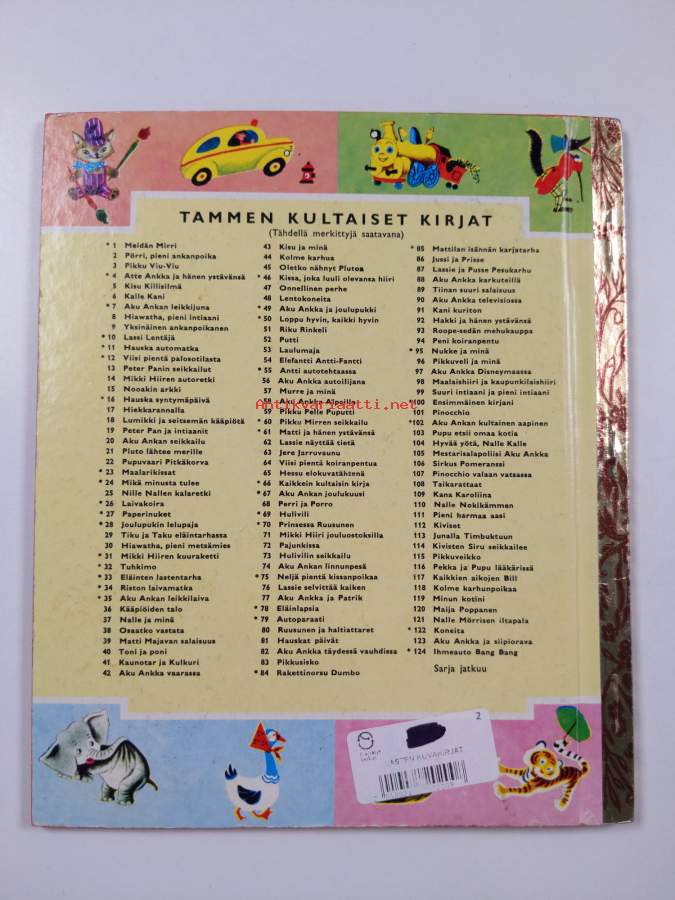 TAMMEN KULTAISET KIRJAT
(Tähdellä merkittyjä saatavana)
* 1 Meidän Mirri
2 Pörri, pieni ankanpoika
3 Pikku Viu-Viu
* 4 Atte Ankka ja hänen ystävänsä
5 Kisu Killisilmä
6 Kalle Kani
* 7 Aku Ankan leikkijuna
8 Hiawatha, pieni intiaani
9 Yksinäinen ankanpoikanen
* 10 Lassi Lentäjä
* 11 Hauska automatka
* 12 Viisi pientä palosotilasta
13 Peter Panin seikkailut
14 Mikki Hiiren autoretki
15 Nooakin arkki
* 16 Hauska syntymäpäivä
17 Hiekkarannalla
18 Lumikki ja seitsemän kääpiötä
19 Peter Pan ja intiaanit
20 Aku Ankan seikkailu
21 Pluto lähtee merille
22 Pupuvaari Pitkäkorva
* 23 Maalarikissat
* 24 Mikä minusta tulee
25 Nille Nallen kalaretki
* 26 Laivakoira
* 27 Paperinuket
* 28 Joulupukin lelupaja
29 Tiku ja Taku eläintarhassa
30 Hiawatha, pieni metsämies
* 31 Mikki Hiiren kuuraketti
* 32 Tuhkimo
* 33 Eläinten lastentarha
* 34 Riston laivamatka
* 35 Aku Ankan leikkilaiva
36 Kääpiöiden talo
37 Nalle ja minä
38 Osaatko vastata
39 Matti Majavan salaisuus
40 Toni ja poni
41 Kaunotar ja Kulkuri
42 Aku Ankka vaarassa
43 Kisu ja minä
44 Kolme karhua
45 Oletko nähnyt Plutoa
* 46 Kissa, joka luuli olevansa hiiri
47 Onnellinen perhe
48 Lentokoneita
* 49 Aku Ankka ja joulupukki
* 50 Loppu hyvin, kaikki hyvin
51 Riku Rinkeli
52 Putti
53 Laulumaja
54 Elefantti Antti-Fantti
* 55 Antti autotehtaassa
56 Aku Ankka autoilijana
57 Murre ja minä
58 Aku Ankka Alpeilla
59 Pikku Pelle Puputti
* 60 Pikku Mirren seikkailu
* 61 Matti ja hänen ystävänsä
62 Lassie näyttää tietä
63 Jere Jarruvaunu
64 Viisi pientä koiranpentua
65 Hessu elokuvatähtenä
* 66 Kaikkein kultaisin kirja
* 67 Aku Ankan joulukuusi
68 Perri ja Porro
* 69 Hulivili
* 70 Prinsessa Ruusunen
71 Mikki Hiiri jouluostoksilla
72 Pajunkissa
73 Hulivilin seikkailu
74 Aku Ankan linnunpesä
* 75 Neljä pientä kissanpoikaa
76 Lassie selvittää kaiken
77 Aku Ankka ja Patrik
* 78 Eläinlapsia
* 79 Autoparaati
80 Ruusunen ja haltiattaret
81 Hauskat päivät
82 Aku Ankka täydessä vauhdissa
83 Pikkusisko
* 84 Rakettinorsu Dumbo
* 85 Mattilan isännän karjatarha
86 Jussi ja Prisse
87 Lassie ja Pusse Pesukarhu
88 Aku Ankka karkuteillä
89 Tiinan suuri salaisuus
90 Aku Ankka televisiossa
91 Kani kuriton
92 Hakki ja hänen ystävänsä
93 Roope-sedän mehukauppa
94 Peni koiranpentu
* 95 Nukke ja minä
96 Pikkuveli ja minä
97 Aku Ankka Disneymaassa
98 Maalaishiiri ja kaupunkilaishiiri
99 Suuri intiaani ja pieni intiaani
*100 Ensimmäinen kirjani
101 Pinocchio
*102 Aku Ankan kultainen aapinen
103 Pupu etsii omaa kotia
104 Hyvää yötä, Nalle Kalle
105 Mestarisalapoliisi Aku Ankka
106 Sirkus Pomeranssi
107 Pinocchio valaan vatsassa
108 Taikarattaat
109 Kana Karoliina
110 Nalle Nokikämmen
111 Pieni harmaa aasi
112 Kiviset
113 Junalla Timbuktuun
114 Kivisten Siru seikkailee
115 Pikkuveikko
116 Pekka ja Pupu lääkärissä
117 Kaikkien aikojen Bill
118 Kolme karhunpoikaa
119 Minun kotini
120 Maija Poppanen
121 Nalle Mörrisen iltapala
*122 Koneita
123 Aku Ankka ja siipiorava
*124 Ihmeauto Bang Bang
Sarja jatkuu
Antikvariaatti.net
2
LASTEN KUVAKIRJAT